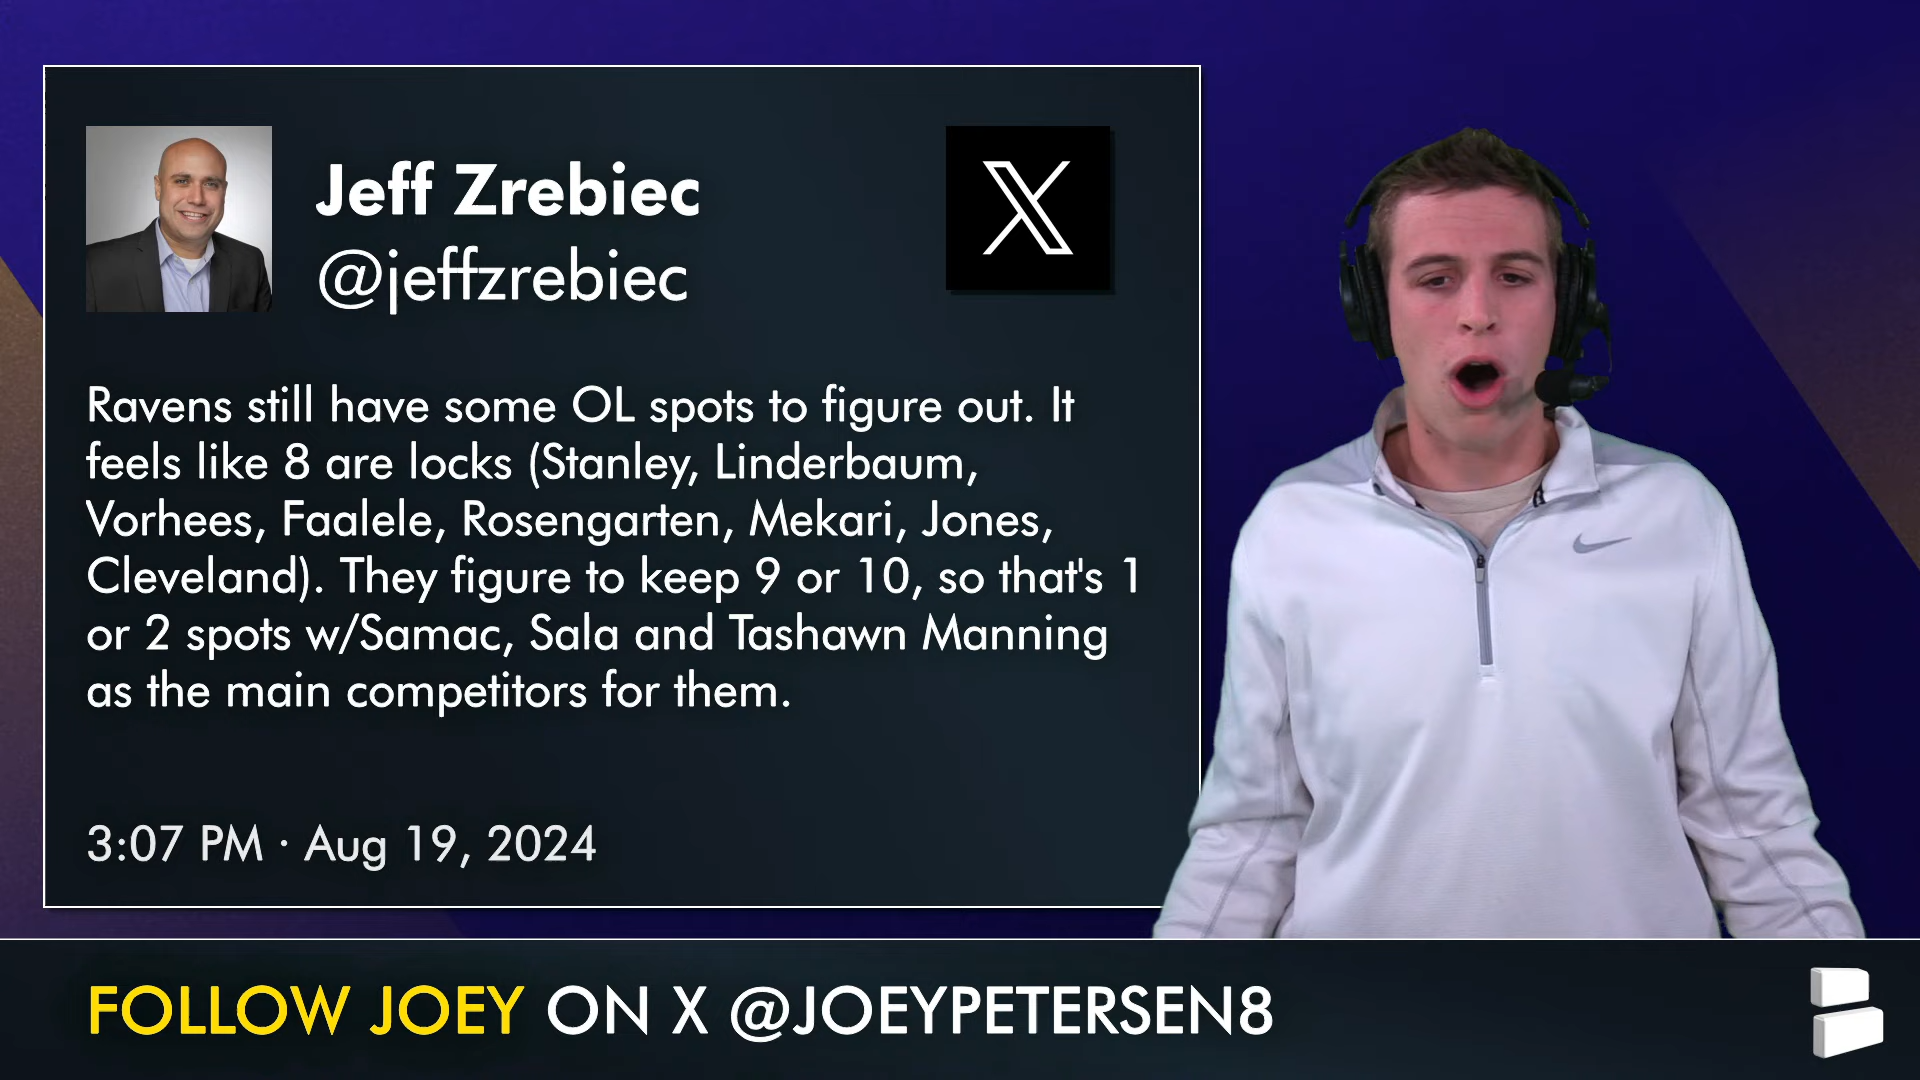 Jeff Zrebiec
@jeffzrebiec
Ravens still have some OL spots to figure out. It
feels like 8 are locks (Stanley, Linderbaum,
Vorhees, Faalele, Rosengarten, Mekari, Jones,
Cleveland). They figure to keep 9 or 10, so that's 1
or 2 spots w/Samac, Sala and Tashawn Manning
as the main competitors for them.
3:07 PM · Aug 19, 2024
FOLLOW JOEY ON X @JOEYPETERSEN8